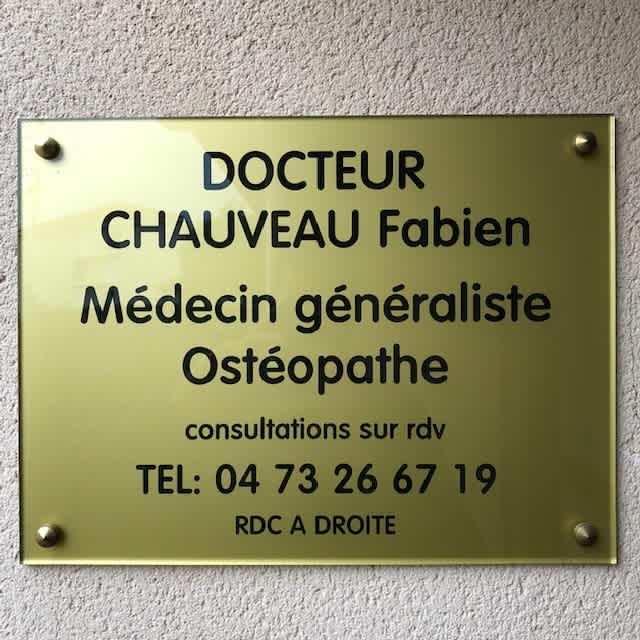 DOCTEUR
CHAUVEAU Fabien
Médecin généraliste
Ostéopathe
consultations sur rdv
TEL: 04 73 26 67 19
RDC A DROITE